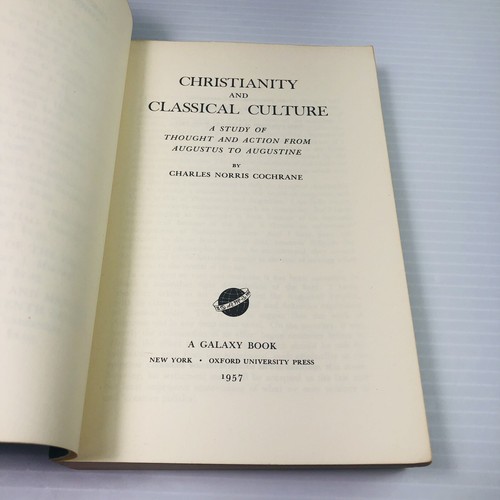 CHRISTIANITY
AND
CLASSICAL CULTURE
A STUDY OF
THOUGHT AND ACTION FROM
AUGUSTUS TO AUGUSTINE
BY
CHARLES NORRIS COCHRANE
A GALAXY BOOK
NEW YORK · OXFORD UNIVERSITY PRESS
1957